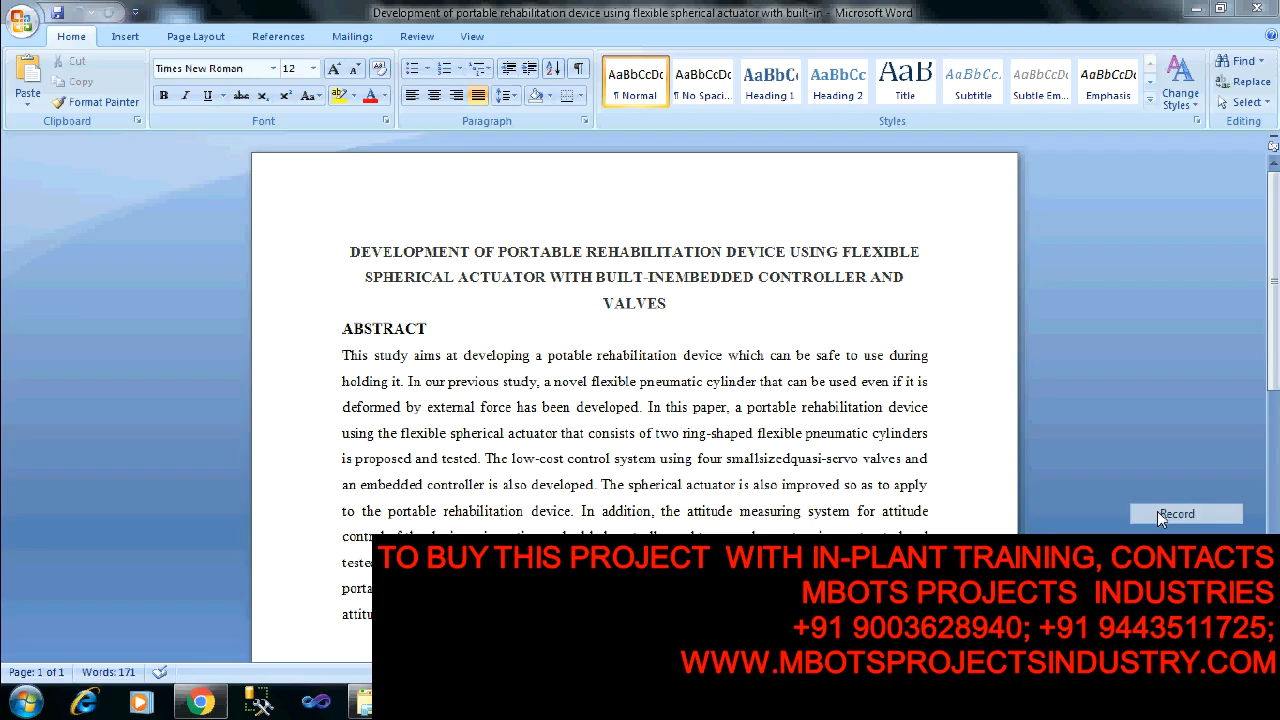 Development of portable rehabilitation device using flexible spherical actuator with built-in - Microsoft Word
Home Insert Page Layout References Mailings Review View
Paste Cut Copy Format Painter Clipboard
Times New Roman 12 Font
Paragraph
AaBbCcDc AaBbCcDc AaBbC AaBbCc AaB AaBbCc. AaBbCcDc AaBbCcDc
¶ Normal ¶ No Spaci... Heading 1 Heading 2 Title Subtitle Subtle Em... Emphasis
Change Styles
Styles
Find Replace Select Editing
DEVELOPMENT OF PORTABLE REHABILITATION DEVICE USING FLEXIBLE
SPHERICAL ACTUATOR WITH BUILT-INEMBEDDED CONTROLLER AND
VALVES
ABSTRACT
This study aims at developing a potable rehabilitation device which can be safe to use during
holding it. In our previous study, a novel flexible pneumatic cylinder that can be used even if it is
deformed by external force has been developed. In this paper, a portable rehabilitation device
using the flexible spherical actuator that consists of two ring-shaped flexible pneumatic cylinders
is proposed and tested. The low-cost control system using four smallsizedquasi-servo valves and
an embedded controller is also developed. The spherical actuator is also improved so as to apply
to the portable rehabilitation device. In addition, the attitude measuring system for attitude
Record
TO BUY THIS PROJECT WITH IN-PLANT TRAINING, CONTACTS
MBOTS PROJECTS INDUSTRIES
+91 9003628940; +91 9443511725;
WWW.MBOTSPROJECTSINDUSTRY.COM
Page: 1 of 1 Words: 171